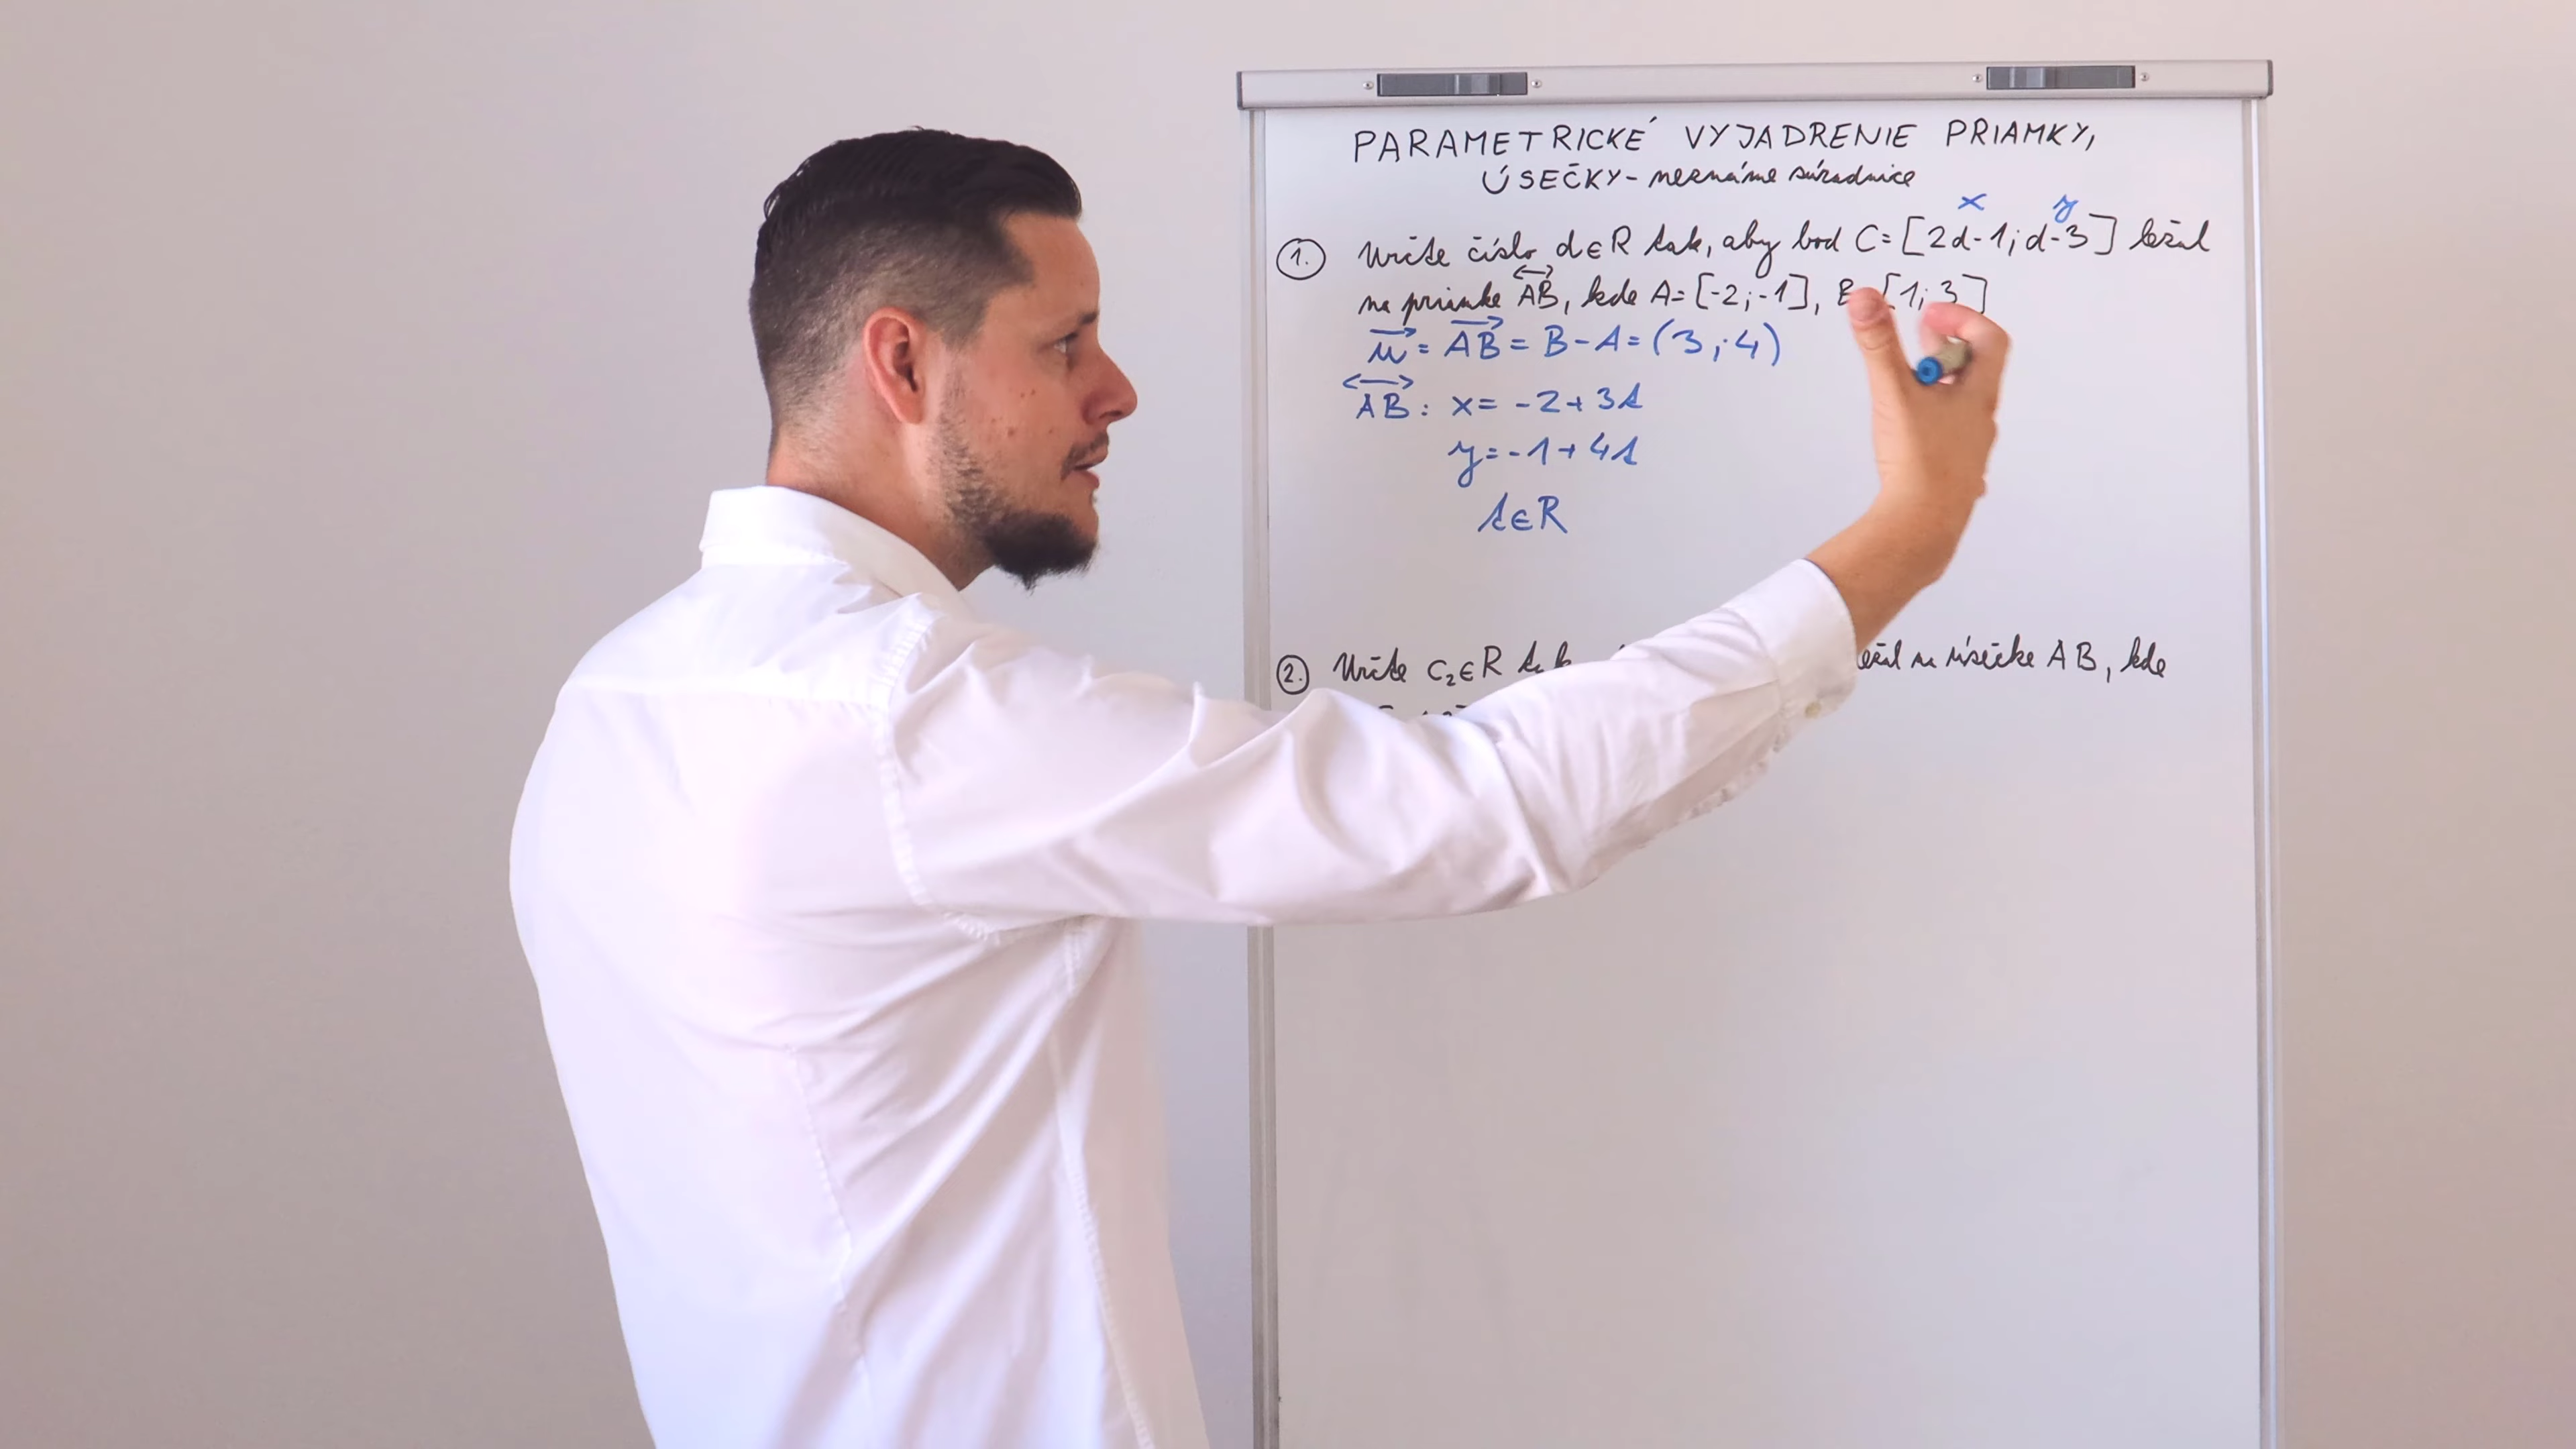 PARAMETRICKÉ VYJADRENIE PRIAMKY,
ÚSEČKY - neznáme súradnice
x y
1. Určte číslo d∈R tak, aby bod C=[2d-1; d-3] ležal
na priamke AB, kde A=[-2;-1], B [1; 3]
u = AB = B-A = (3; 4)
AB: x = -2+3t
y = -1+4t
t∈R
2. Určte C₂∈R na úsečke AB, kde